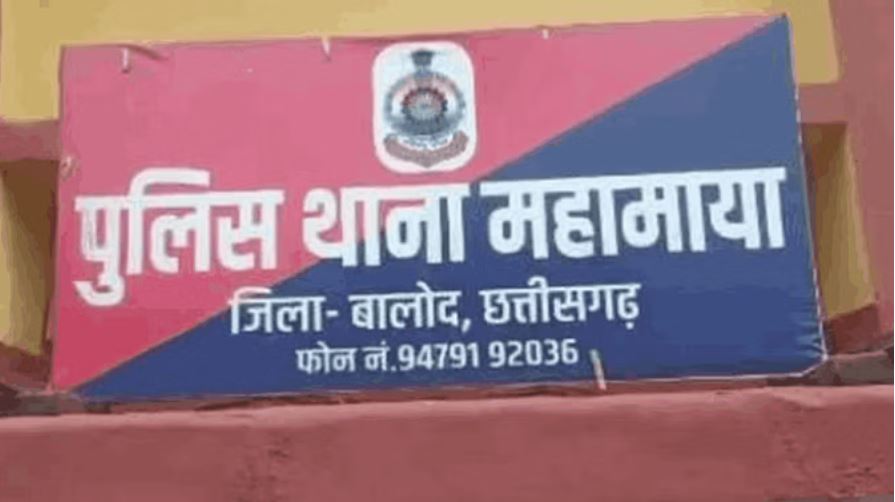 पुलिस थाना महामाया
जिला- बालोद, छत्तीसगढ़
फोन नं.94791 92036